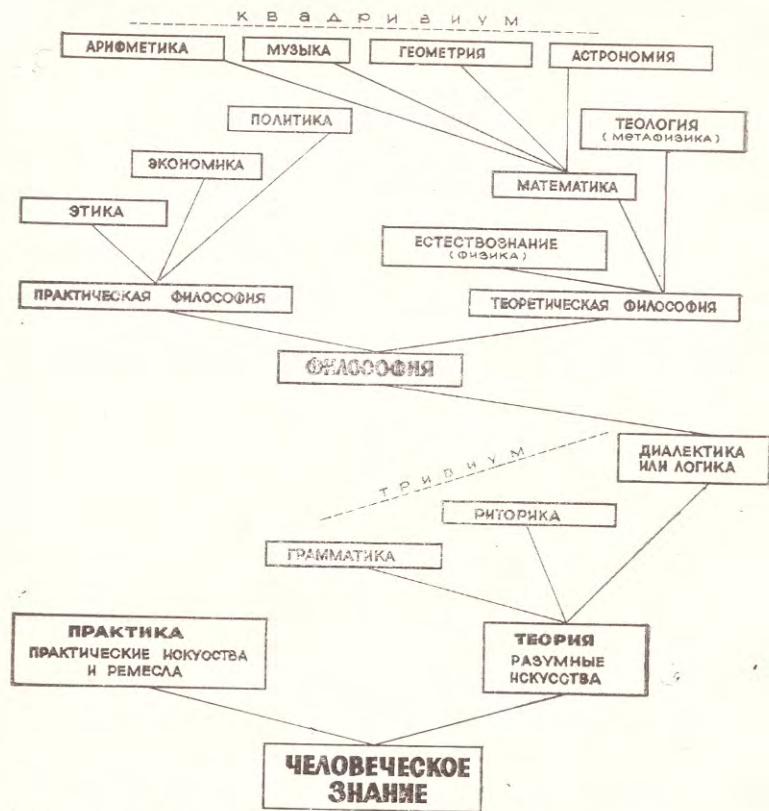 КВАДРИВИУМ
АРИФМЕТИКА
МУЗЫКА
ГЕОМЕТРИЯ
АСТРОНОМИЯ
ПОЛИТИКА
ТЕОЛОГИЯ
(МЕТАФИЗИКА)
ЭКОНОМИКА
МАТЕМАТИКА
ЭТИКА
ЕСТЕСТВОЗНАНИЕ
(ФИЗИКА)
ПРАКТИЧЕСКАЯ ФИЛОСОФИЯ
ТЕОРЕТИЧЕСКАЯ ФИЛОСОФИЯ
ФИЛОСОФИЯ
ТРИВИУМ
ДИАЛЕКТИКА
ИЛИ ЛОГИКА
РИТОРИКА
ГРАММАТИКА
ПРАКТИКА
ПРАКТИЧЕСКИЕ ИСКУССТВА
И РЕМЕСЛА
ТЕОРИЯ
РАЗУМНЫЕ
ИСКУССТВА
ЧЕЛОВЕЧЕСКОЕ
ЗНАНИЕ